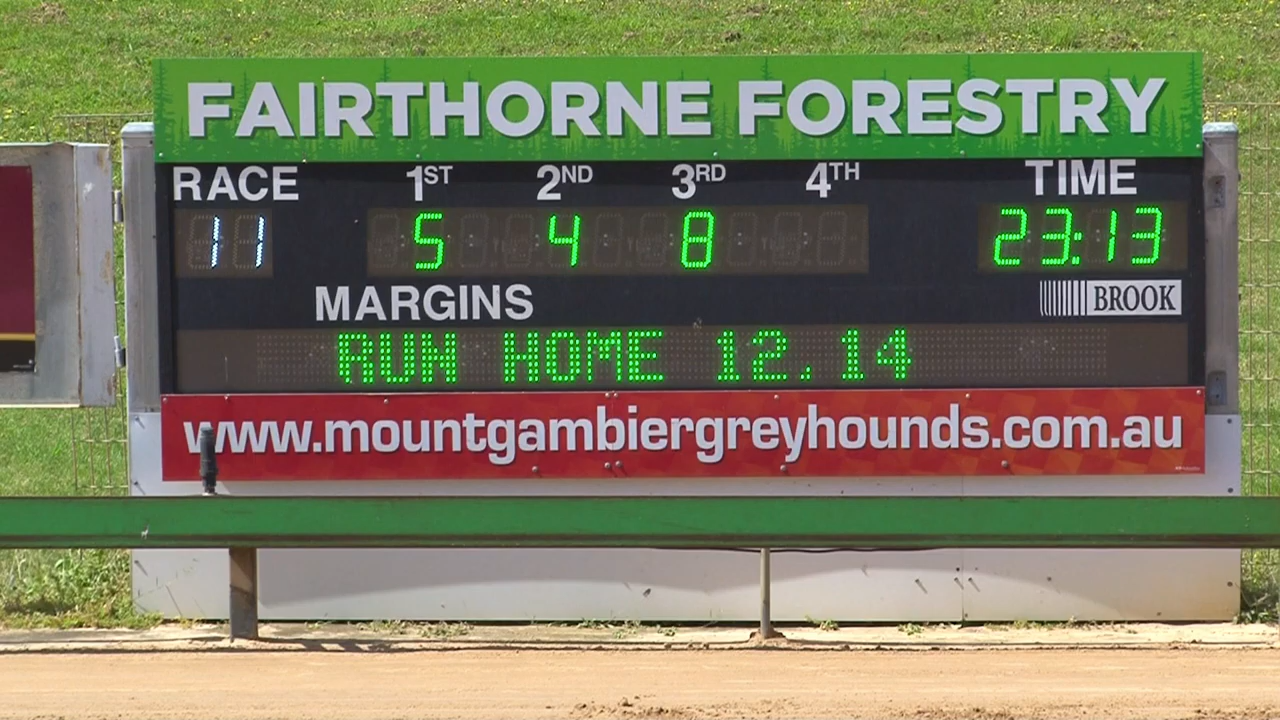 FAIRTHORNE FORESTRY
RACE 1ST 2ND 3RD 4TH TIME
11 5 4 8 23:13
MARGINS BROOK
RUN HOME 12.14
www.mountgambiergreyhounds.com.au